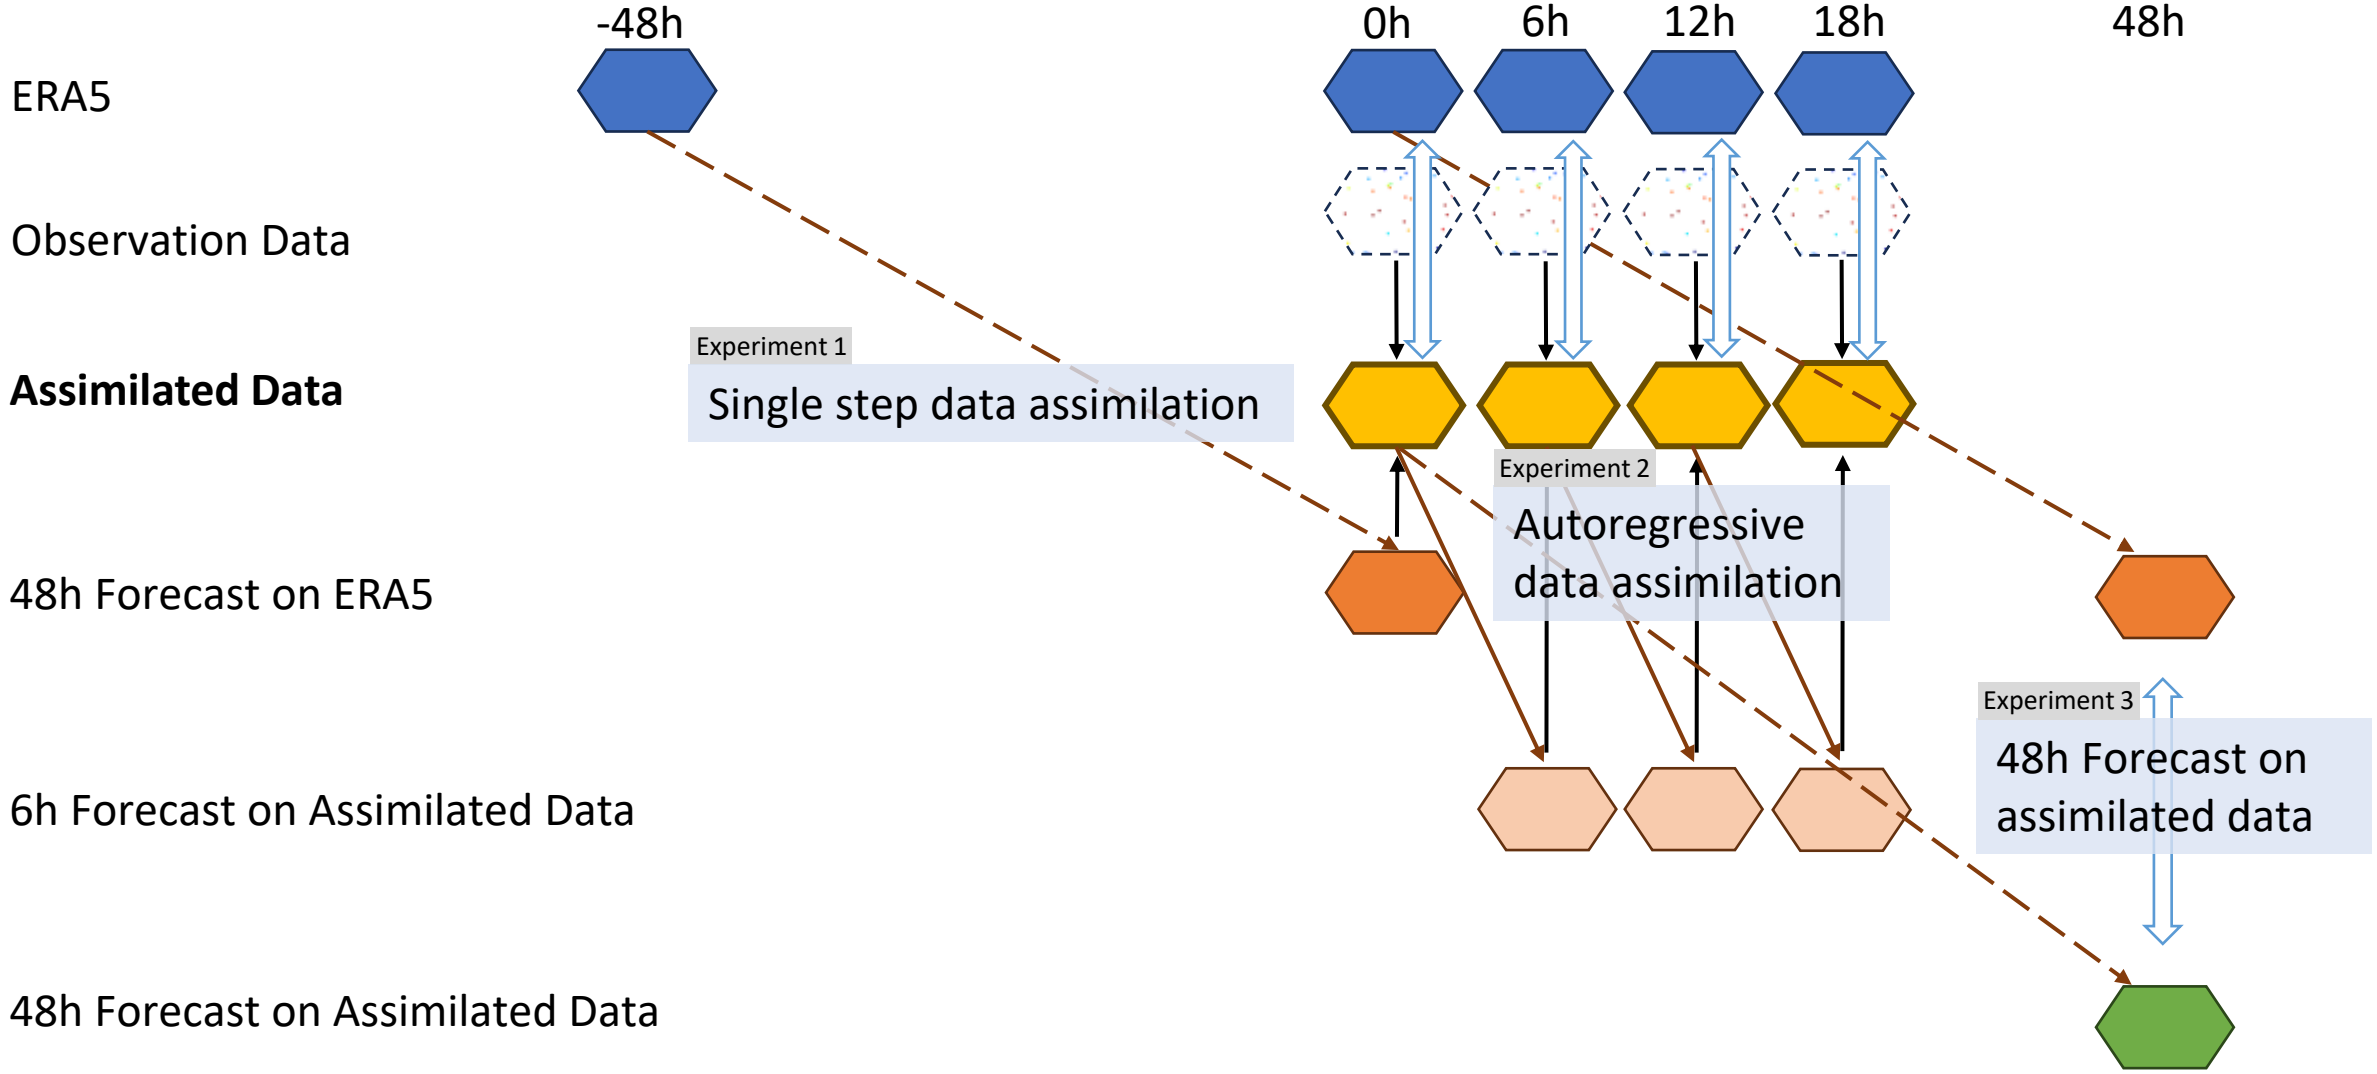 -48h
0h
6h
12h
18h
48h
ERA5
Observation Data
Experiment 1
Assimilated Data
Single step data assimilation
Experiment 2
Autoregressive
data assimilation
48h Forecast on ERA5
Experiment 3
48h Forecast on
assimilated data
6h Forecast on Assimilated Data
48h Forecast on Assimilated Data